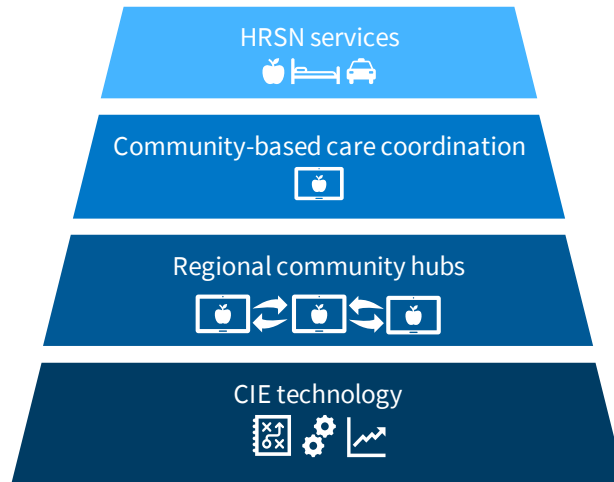 HRSN services
Community-based care coordination
Regional community hubs
CIE technology